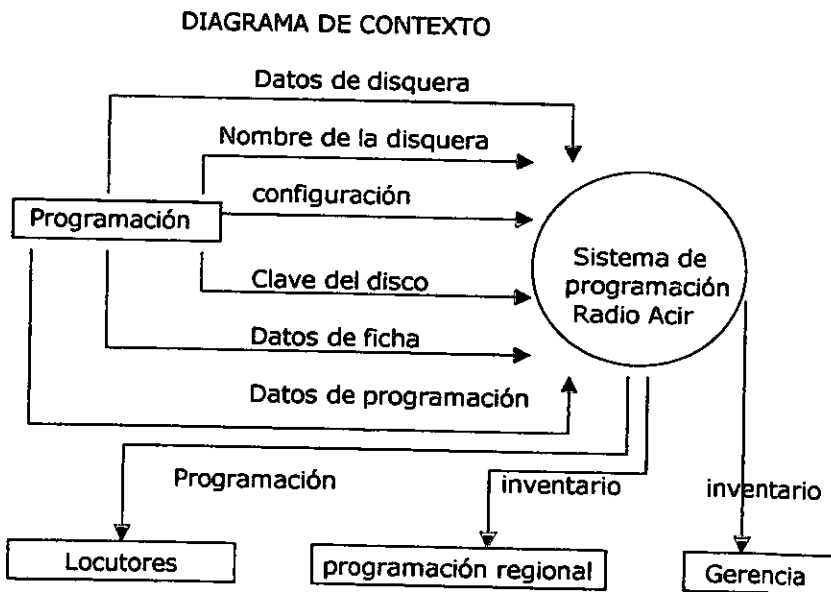 DIAGRAMA DE CONTEXTO
Datos de disquera
Nombre de la disquera
configuración
Programación
Clave del disco
Sistema de
programación
Radio Acir
Datos de ficha
Datos de programación
Programación
inventario
inventario
Locutores
programación regional
Gerencia